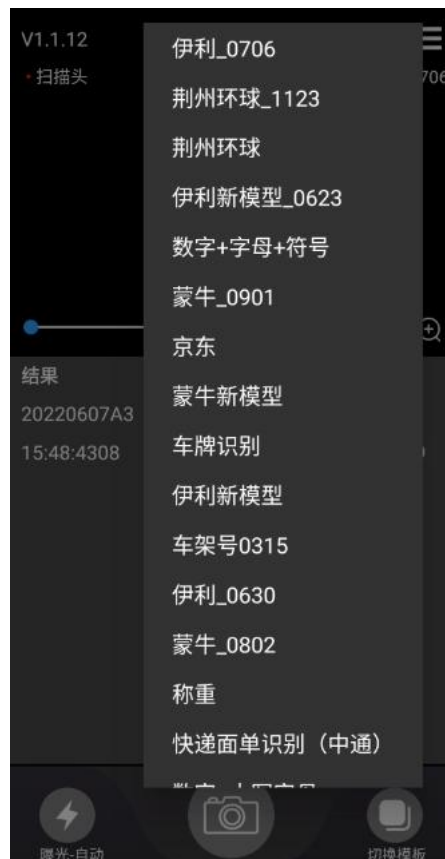 V1.1.12
扫描头
706
伊利_0706
荆州环球_1123
荆州环球
伊利新模型_0623
数字+字母+符号
蒙牛_0901
京东
蒙牛新模型
车牌识别
伊利新模型
车架号0315
伊利_0630
蒙牛_0802
称重
快递面单识别（中通）
结果
20220607A3
15:48:4308
曝光-自动
切换模板